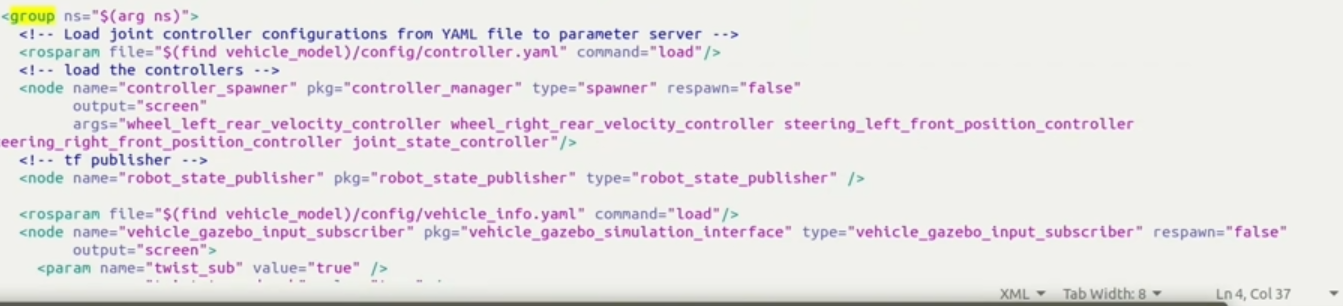 <group ns="$(arg ns)">
<!-- Load joint controller configurations from YAML file to parameter server -->
<rosparam file="$(find vehicle_model)/config/controller.yaml" command="load"/>
<!-- load the controllers -->
<node name="controller_spawner" pkg="controller_manager" type="spawner" respawn="false"
output="screen"
args="wheel_left_rear_velocity_controller wheel_right_rear_velocity_controller steering_left_front_position_controller
eering_right_front_position_controller joint_state_controller"/>
<!-- tf publisher -->
<node name="robot_state_publisher" pkg="robot_state_publisher" type="robot_state_publisher" />
<rosparam file="$(find vehicle_model)/config/vehicle_info.yaml" command="load"/>
<node name="vehicle_gazebo_input_subscriber" pkg="vehicle_gazebo_simulation_interface" type="vehicle_gazebo_input_subscriber" respawn="false"
output="screen">
<param name="twist_sub" value="true" />
XML Tab Width: 8 Ln 4, Col 37